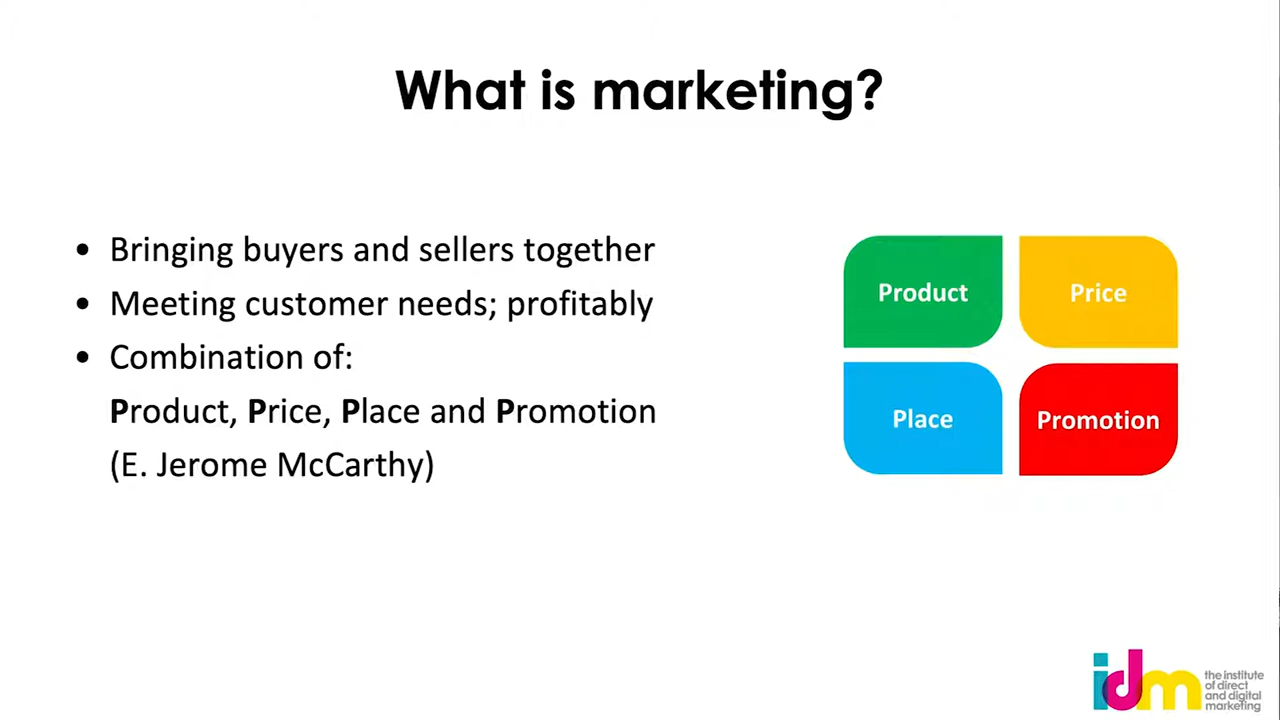 What is marketing?
• Bringing buyers and sellers together
• Meeting customer needs; profitably
• Combination of:
Product, Price, Place and Promotion
(E. Jerome McCarthy)
Product
Price
Place
Promotion
idm
the institute
of direct
and digital
marketing